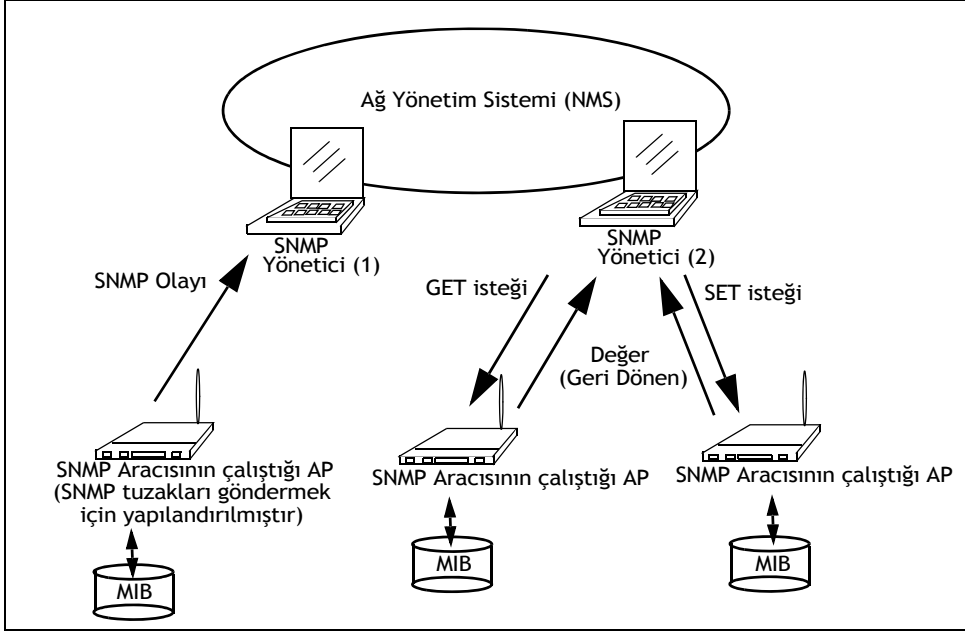 Ağ Yönetim Sistemi (NMS)
SNMP
Yönetici (1)
SNMP
Yönetici (2)
SNMP Olayı
GET isteği
SET isteği
Değer
(Geri Dönen)
SNMP Aracısının çalıştığı AP
(SNMP tuzakları göndermek
için yapılandırılmıştır)
SNMP Aracısının çalıştığı AP
SNMP Aracısının çalıştığı AP
MIB
MIB
MIB